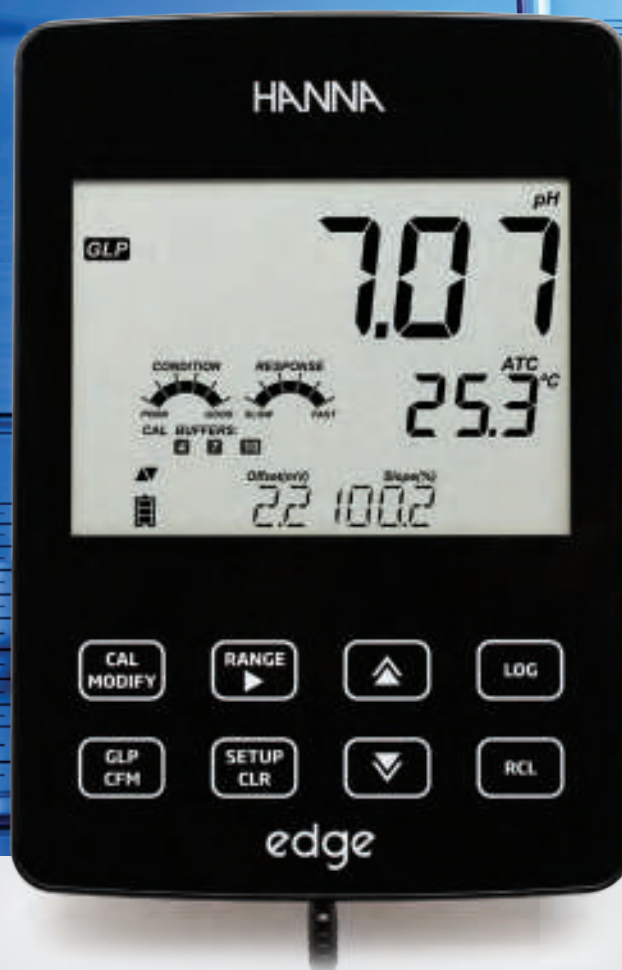 HANNA
pH
7.07
GLP
CONDITION RESPONSE
ATC
25.3 °C
POOR GOOD SLOW FAST
CAL BUFFERS:
4 7 10
Offset(mV) Slope(%)
2.2 100.2
CAL MODIFY
RANGE
LOG
GLP CFM
SETUP CLR
RCL
edge